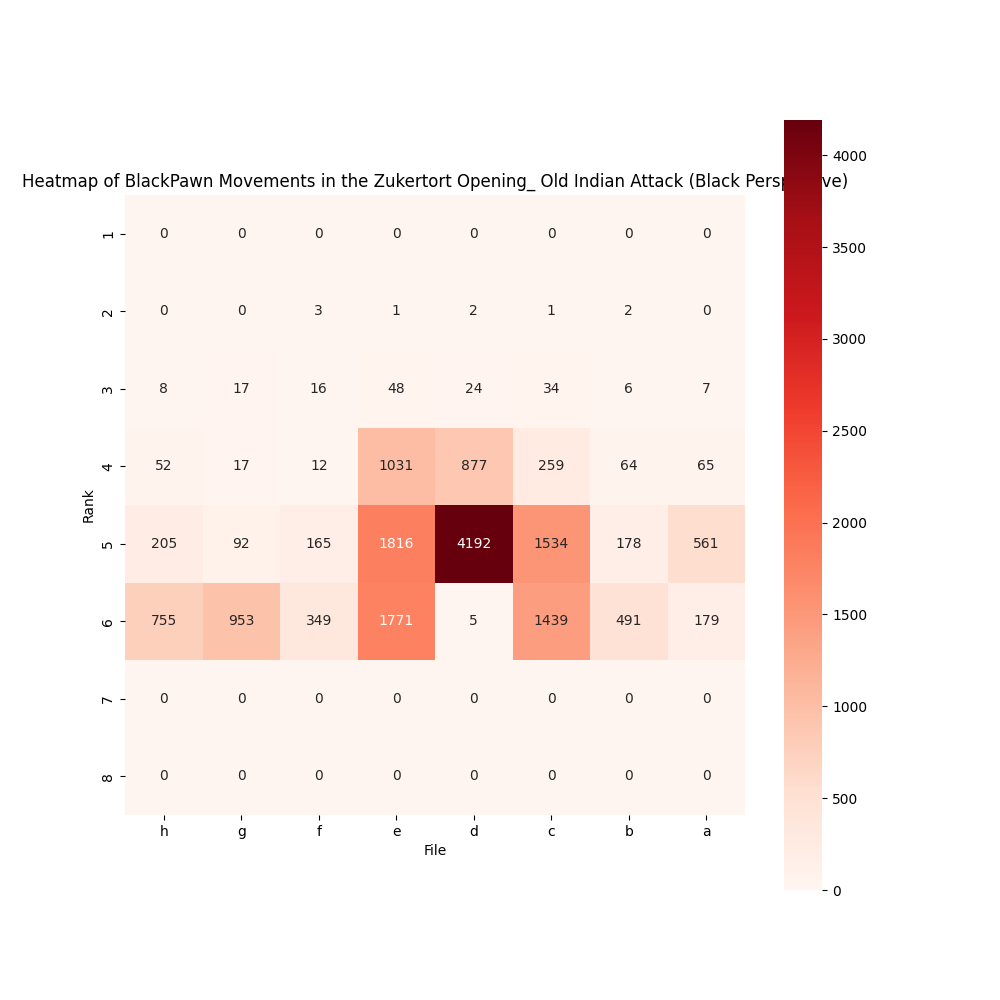 Heatmap of BlackPawn Movements in the Zukertort Opening_ Old Indian Attack (Black Persp ve)
4000
3500
3000
2500
2000
1500
1000
500
0
Rank
1 0 0 0 0 0 0 0 0
2 0 0 3 1 2 1 2 0
3 8 17 16 48 24 34 6 7
4 52 17 12 1031 877 259 64 65
5 205 92 165 1816 4192 1534 178 561
6 755 953 349 1771 5 1439 491 179
7 0 0 0 0 0 0 0 0
8 0 0 0 0 0 0 0 0
h g f e d c b a
File